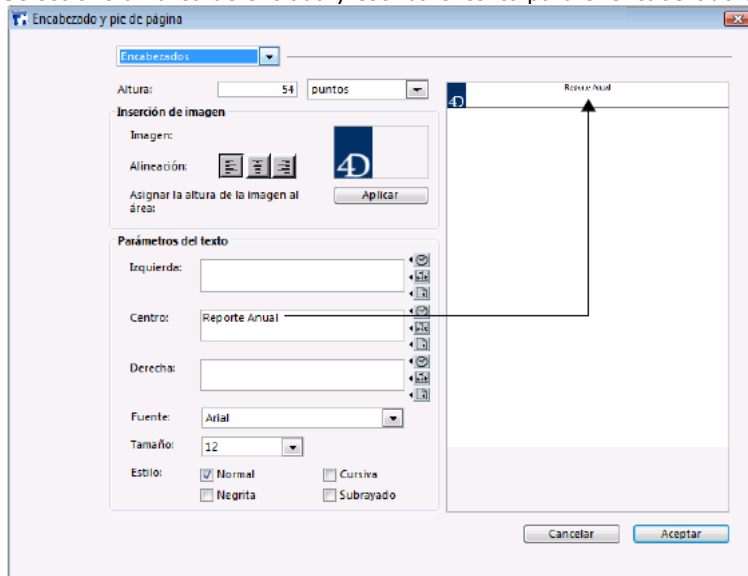 Encabezado y pie de página
Encabezados
Altura: 54 puntos
Inserción de imagen
Imagen:
4D
Alineación:
Asignar la altura de la imagen al
área:
Aplicar
Parámetros del texto
Izquierda:
Centro: Reporte Anual
Derecha:
Fuente: Arial
Tamaño: 12
Estilo: Normal Cursiva
Negrita Subrayado
4D Reporte Anual
Cancelar Aceptar